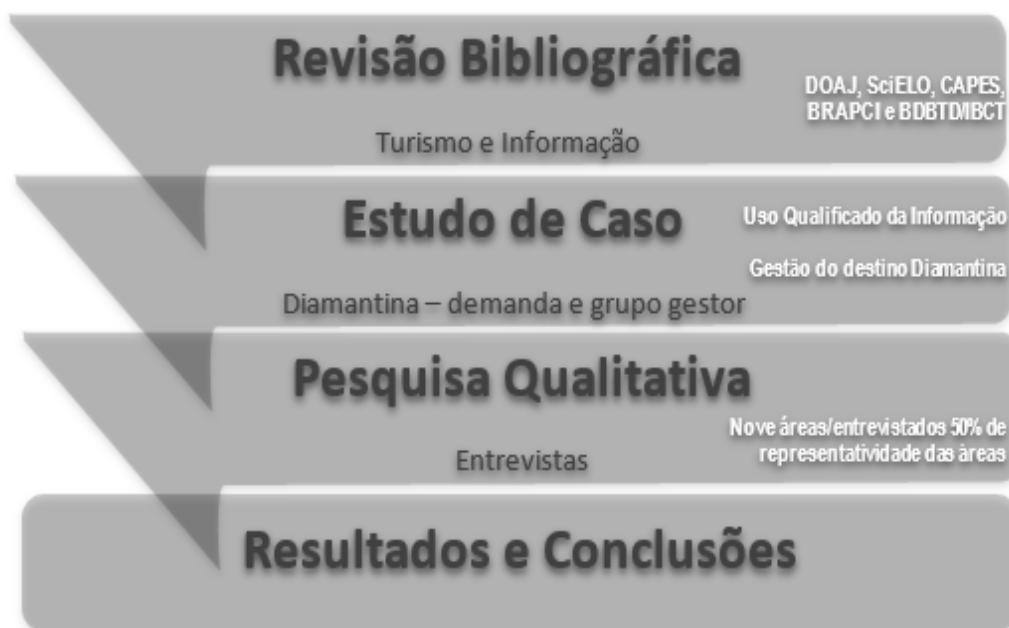 Revisão Bibliográfica
DOAJ, SciELO, CAPES,
BRAPCI e BDBTD/IBCT
Turismo e Informação
Estudo de Caso
Uso Qualificado da Informação
Gestão do destino Diamantina
Diamantina – demanda e grupo gestor
Pesquisa Qualitativa
Nove áreas/entrevistados 50% de
representatividade das áreas
Entrevistas
Resultados e Conclusões